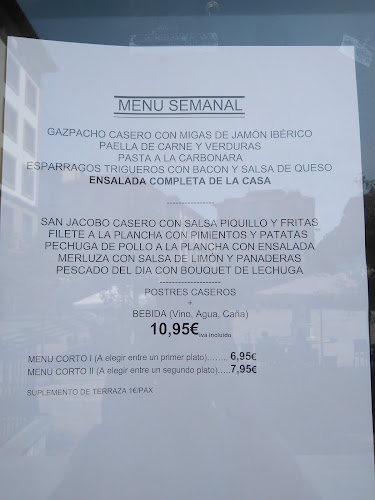 MENU SEMANAL
GAZPACHO CASERO CON MIGAS DE JAMÓN IBÉRICO
PAELLA DE CARNE Y VERDURAS
PASTA A LA CARBONARA
ESPARRAGOS TRIGUEROS CON BACON Y SALSA DE QUESO
ENSALADA COMPLETA DE LA CASA
-----------------
SAN JACOBO CASERO CON SALSA PIQUILLO Y FRITAS
FILETE A LA PLANCHA CON PIMIENTOS Y PATATAS
PECHUGA DE POLLO A LA PLANCHA CON ENSALADA
MERLUZA CON SALSA DE LIMÓN Y PANADERAS
PESCADO DEL DIA CON BOUQUET DE LECHUGA
---------------------
POSTRES CASEROS
+
BEBIDA (Vino, Agua, Caña)
10,95€ iva incluido
MENU CORTO I (A elegir entre un primer plato)....... 6,95€
MENU CORTO II (A elegir entre un segundo plato).....7,95€
SUPLEMENTO DE TERRAZA 1€/PAX